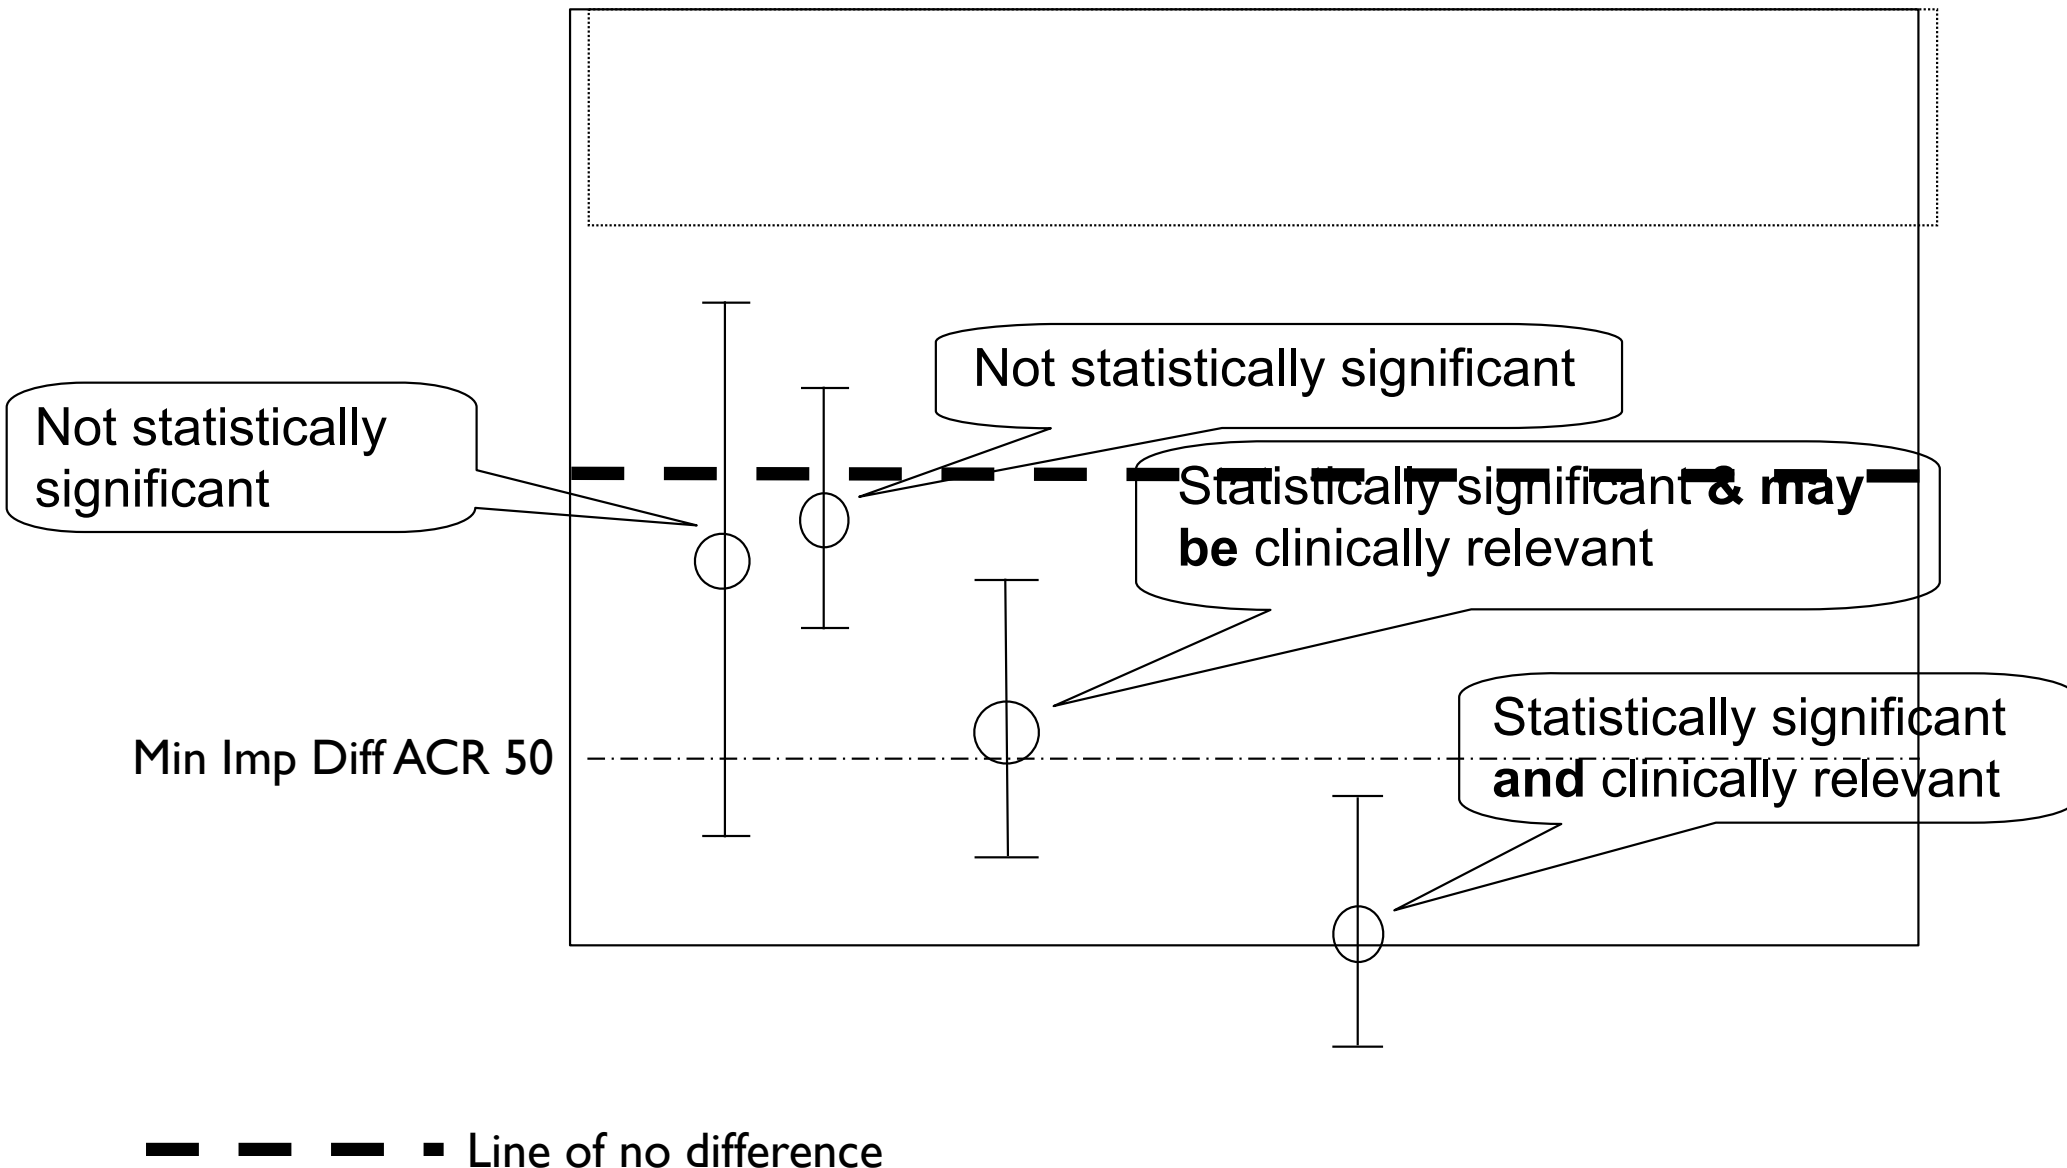 Not statistically significant
Not statistically
significant
Statistically significant & may
be clinically relevant
Statistically significant
and clinically relevant
Min Imp Diff ACR 50
Line of no difference